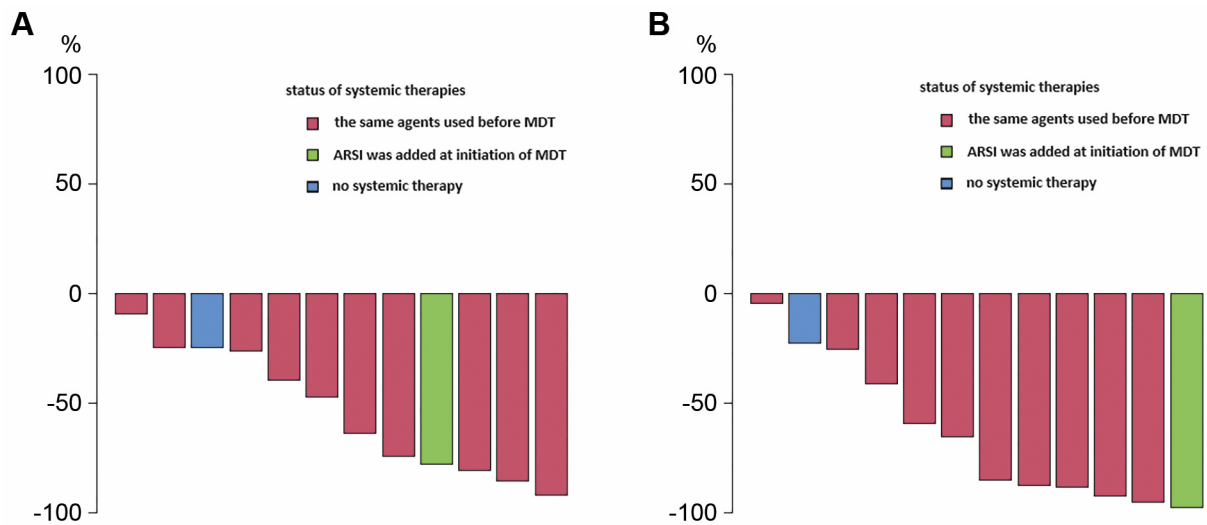 A
%
100
50
0
-50
-100
status of systemic therapies
the same agents used before MDT
ARSI was added at initiation of MDT
no systemic therapy
B
%
100
50
0
-50
-100
status of systemic therapies
the same agents used before MDT
ARSI was added at initiation of MDT
no systemic therapy